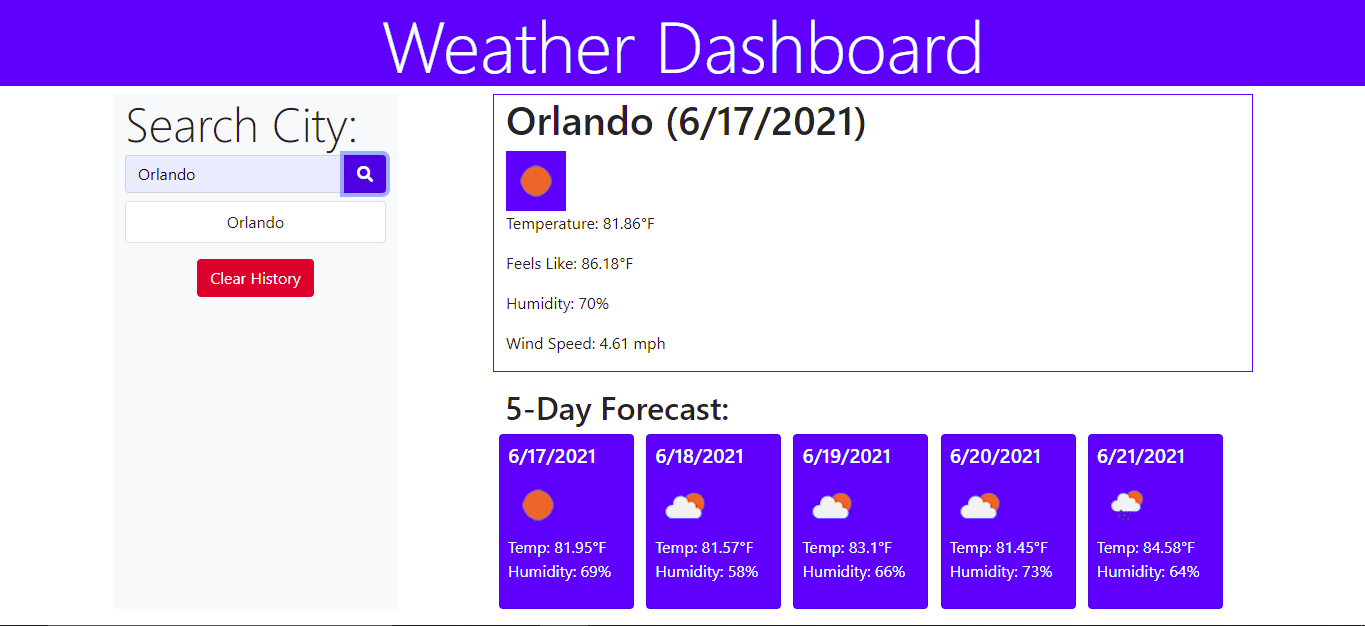 Weather Dashboard
Search City:
Orlando
Orlando
Clear History
Orlando (6/17/2021)
Temperature: 81.86°F
Feels Like: 86.18°F
Humidity: 70%
Wind Speed: 4.61 mph
5-Day Forecast:
6/17/2021
Temp: 81.95°F
Humidity: 69%
6/18/2021
Temp: 81.57°F
Humidity: 58%
6/19/2021
Temp: 83.1°F
Humidity: 66%
6/20/2021
Temp: 81.45°F
Humidity: 73%
6/21/2021
Temp: 84.58°F
Humidity: 64%